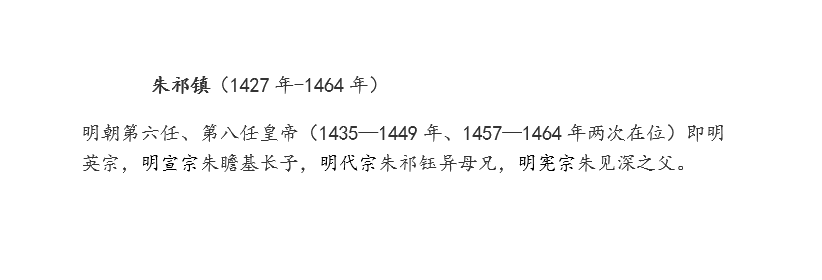 朱祁镇（1427 年-1464 年）
明朝第六任、第八任皇帝（1435—1449 年、1457—1464 年两次在位）即明
英宗，明宣宗朱瞻基长子，明代宗朱祁钰异母兄，明宪宗朱见深之父。